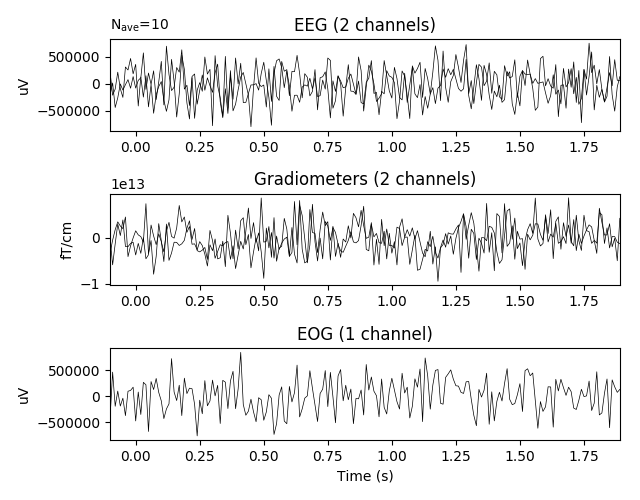 N_ave=10
EEG (2 channels)
500000
0
−500000
uV
0.00 0.25 0.50 0.75 1.00 1.25 1.50 1.75
1e13
Gradiometers (2 channels)
0
−1
fT/cm
0.00 0.25 0.50 0.75 1.00 1.25 1.50 1.75
EOG (1 channel)
500000
0
−500000
uV
0.00 0.25 0.50 0.75 1.00 1.25 1.50 1.75
Time (s)